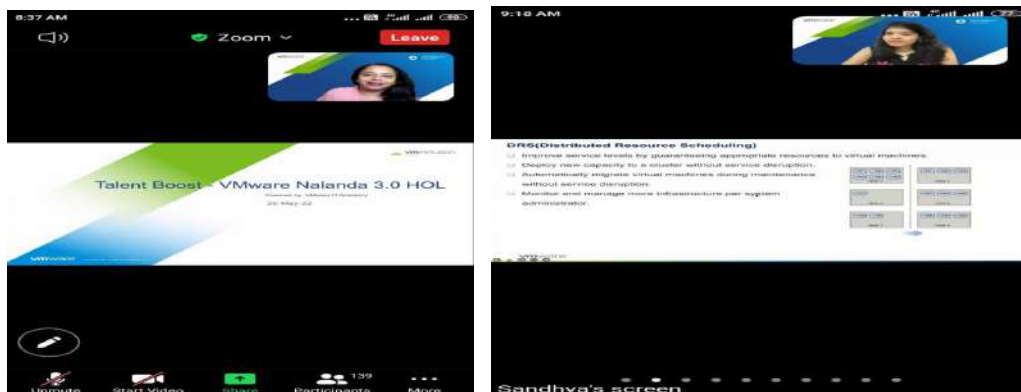 8:37 AM
Zoom
Leave
Talent Boost - VMware Nalanda 3.0 HOL
26-May-22
vmware
Unmute
Start Video
Share
Participants
139
More
9:10 AM
DRS(Distributed Resource Scheduling)
Improve service levels by guaranteeing appropriate resources to virtual machines.
Deploy new capacity to a cluster without service disruption.
Automatically migrate virtual machines during maintenance
without service disruption.
Monitor and manage more infrastructure per system
administrator.
vmware
Sandhya's screen